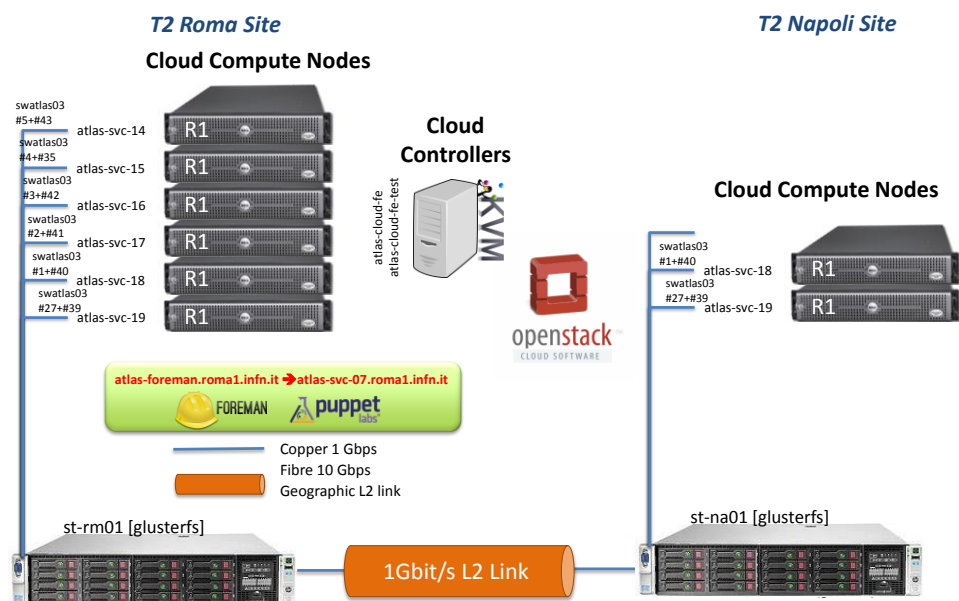 T2 Roma Site
T2 Napoli Site
Cloud Compute Nodes
swatlas03
#5+#43
atlas-svc-14
R1
swatlas03
#4+#35
atlas-svc-15
R1
swatlas03
#3+#42
atlas-svc-16
R1
swatlas03
#2+#41
atlas-svc-17
R1
swatlas03
#1+#40
atlas-svc-18
R1
swatlas03
#27+#39
atlas-svc-19
R1
Cloud
Controllers
atlas-cloud-fe
atlas-cloud-fe-test
KVM
openstack™
CLOUD SOFTWARE
Cloud Compute Nodes
swatlas03
#1+#40
atlas-svc-18
R1
swatlas03
#27+#39
atlas-svc-19
R1
atlas-foreman.roma1.infn.it ➔atlas-svc-07.roma1.infn.it
FOREMAN
puppet
labs
Copper 1 Gbps
Fibre 10 Gbps
Geographic L2 link
st-rm01 [glusterfs]
1Gbit/s L2 Link
st-na01 [glusterfs]